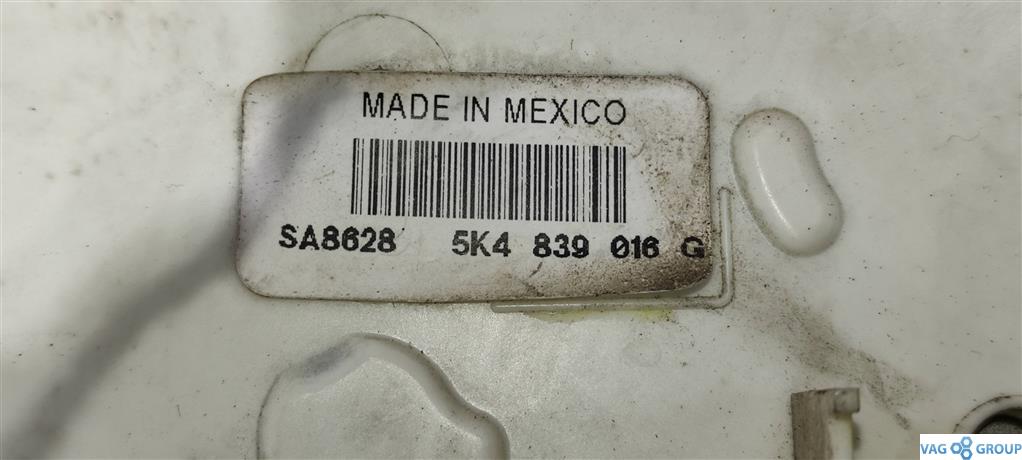 MADE IN MEXICO
SA8628 5K4 839 016 G
VAG GROUP